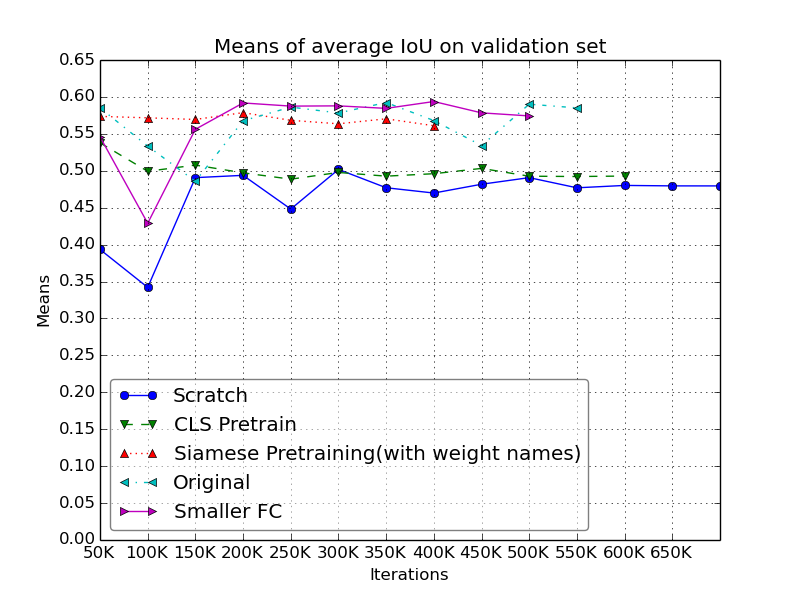 Means of average IoU on validation set
0.65
0.60
0.55
0.50
0.45
0.40
0.35
0.30
0.25
0.20
0.15
0.10
0.05
0.00
Means
Scratch
CLS Pretrain
Siamese Pretraining(with weight names)
Original
Smaller FC
50K 100K 150K 200K 250K 300K 350K 400K 450K 500K 550K 600K 650K
Iterations